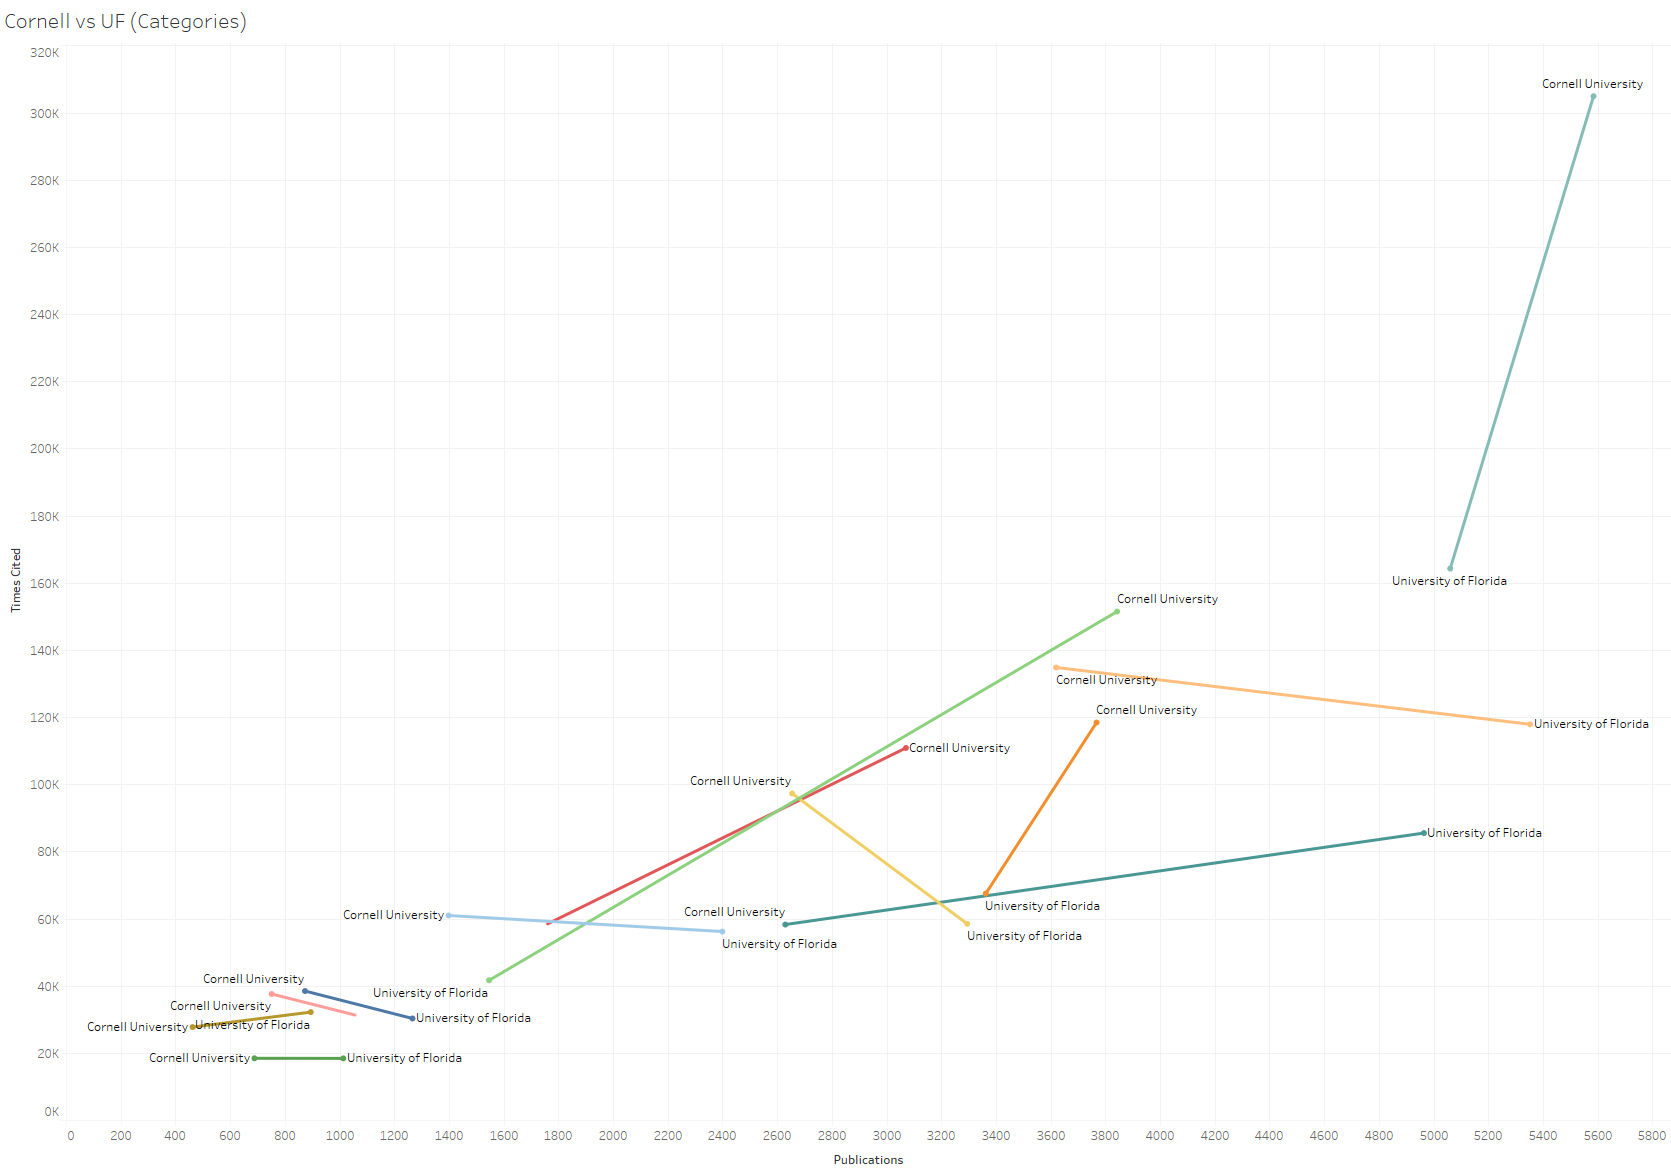 Cornell vs UF (Categories)
320K
Cornell University
300K
280K
260K
240K
220K
200K
180K
Times Cited
160K
University of Florida
Cornell University
140K
Cornell University
Cornell University
120K
University of Florida
Cornell University
Cornell University
100K
University of Florida
80K
University of Florida
Cornell University
Cornell University
60K
University of Florida
University of Florida
Cornell University
40K
University of Florida
Cornell University
University of Florida
University of Florida
Cornell University
Cornell University
University of Florida
20K
0K
0 200 400 600 800 1000 1200 1400 1600 1800 2000 2200 2400 2600 2800 3000 3200 3400 3600 3800 4000 4200 4400 4600 4800 5000 5200 5400 5600 5800
Publications